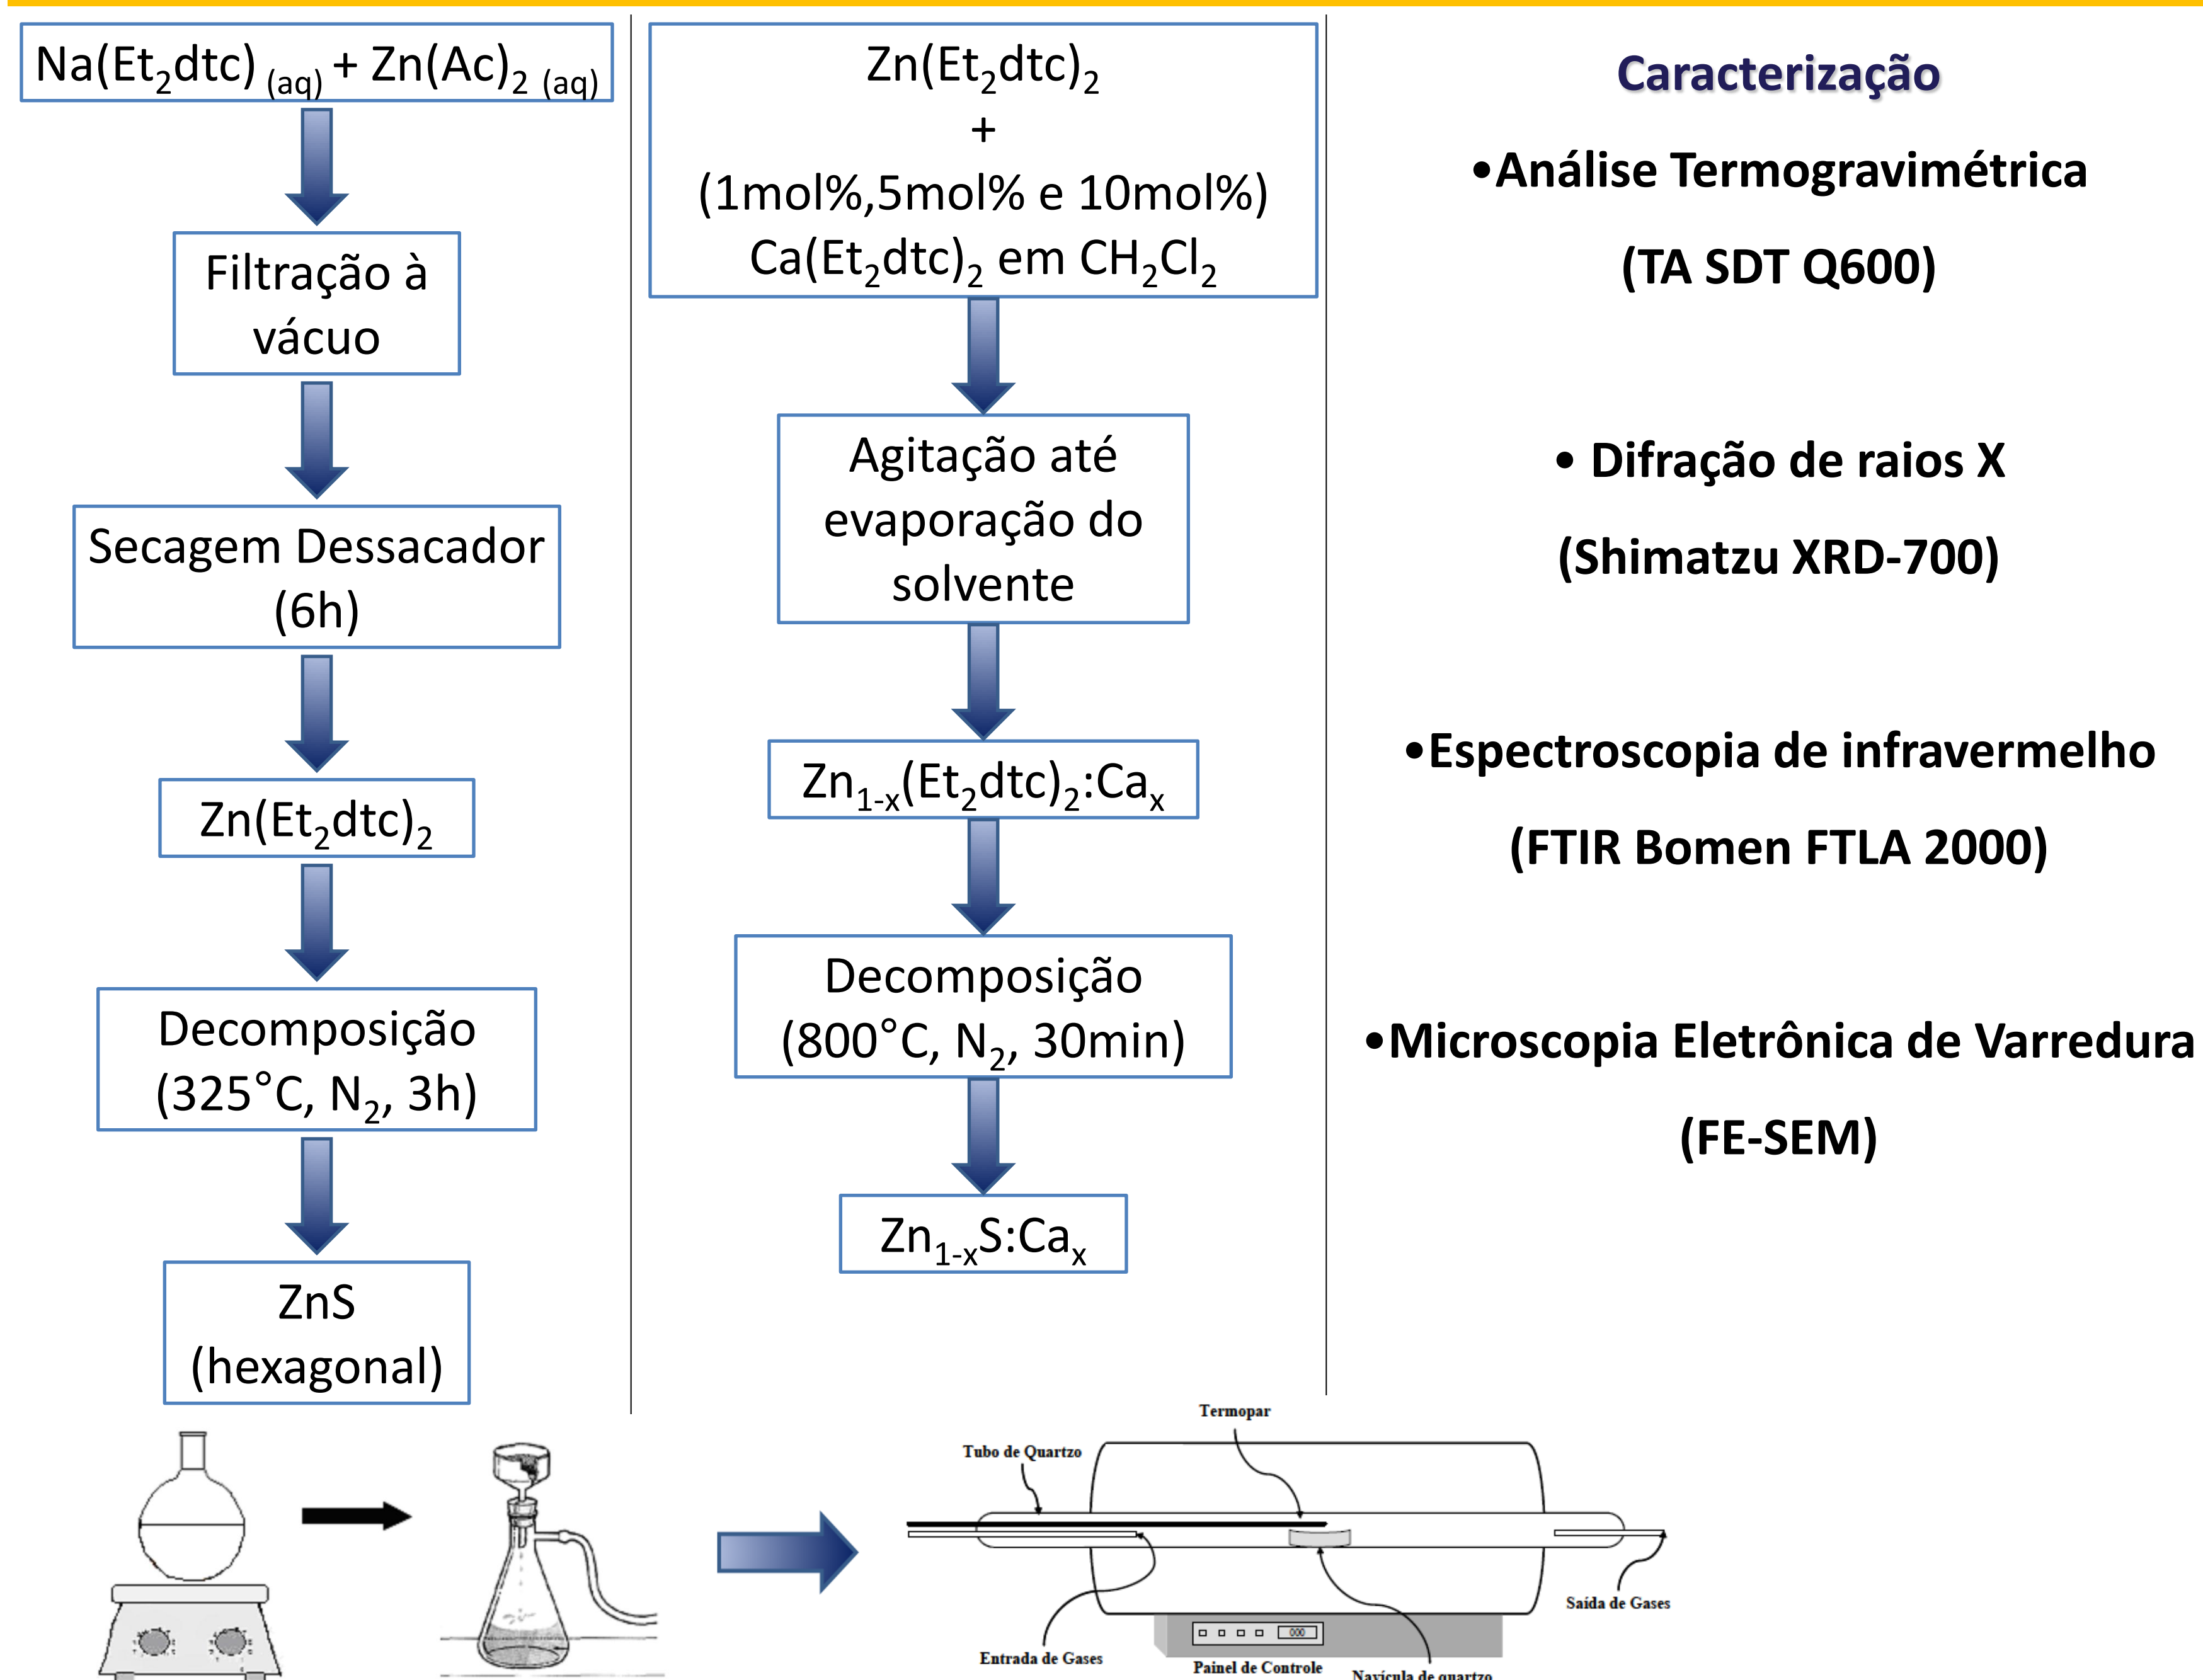 Na(Et₂dtc) (aq) + Zn(Ac)₂ (aq)
Filtração à
vácuo
Secagem Dessacador
(6h)
Zn(Et₂dtc)₂
Decomposição
(325°C, N₂, 3h)
ZnS
(hexagonal)
Zn(Et₂dtc)₂
+
(1mol%,5mol% e 10mol%)
Ca(Et₂dtc)₂ em CH₂Cl₂
Agitação até
evaporação do
solvente
Zn₁₋ₓ(Et₂dtc)₂:Caₓ
Decomposição
(800°C, N₂, 30min)
Zn₁₋ₓS:Caₓ
Caracterização
•Análise Termogravimétrica
(TA SDT Q600)
• Difração de raios X
(Shimatzu XRD-700)
•Espectroscopia de infravermelho
(FTIR Bomen FTLA 2000)
•Microscopia Eletrônica de Varredura
(FE-SEM)
Termopar
Tubo de Quartzo
Saída de Gases
Entrada de Gases
000
Painel de Controle
Navícula de quartzo